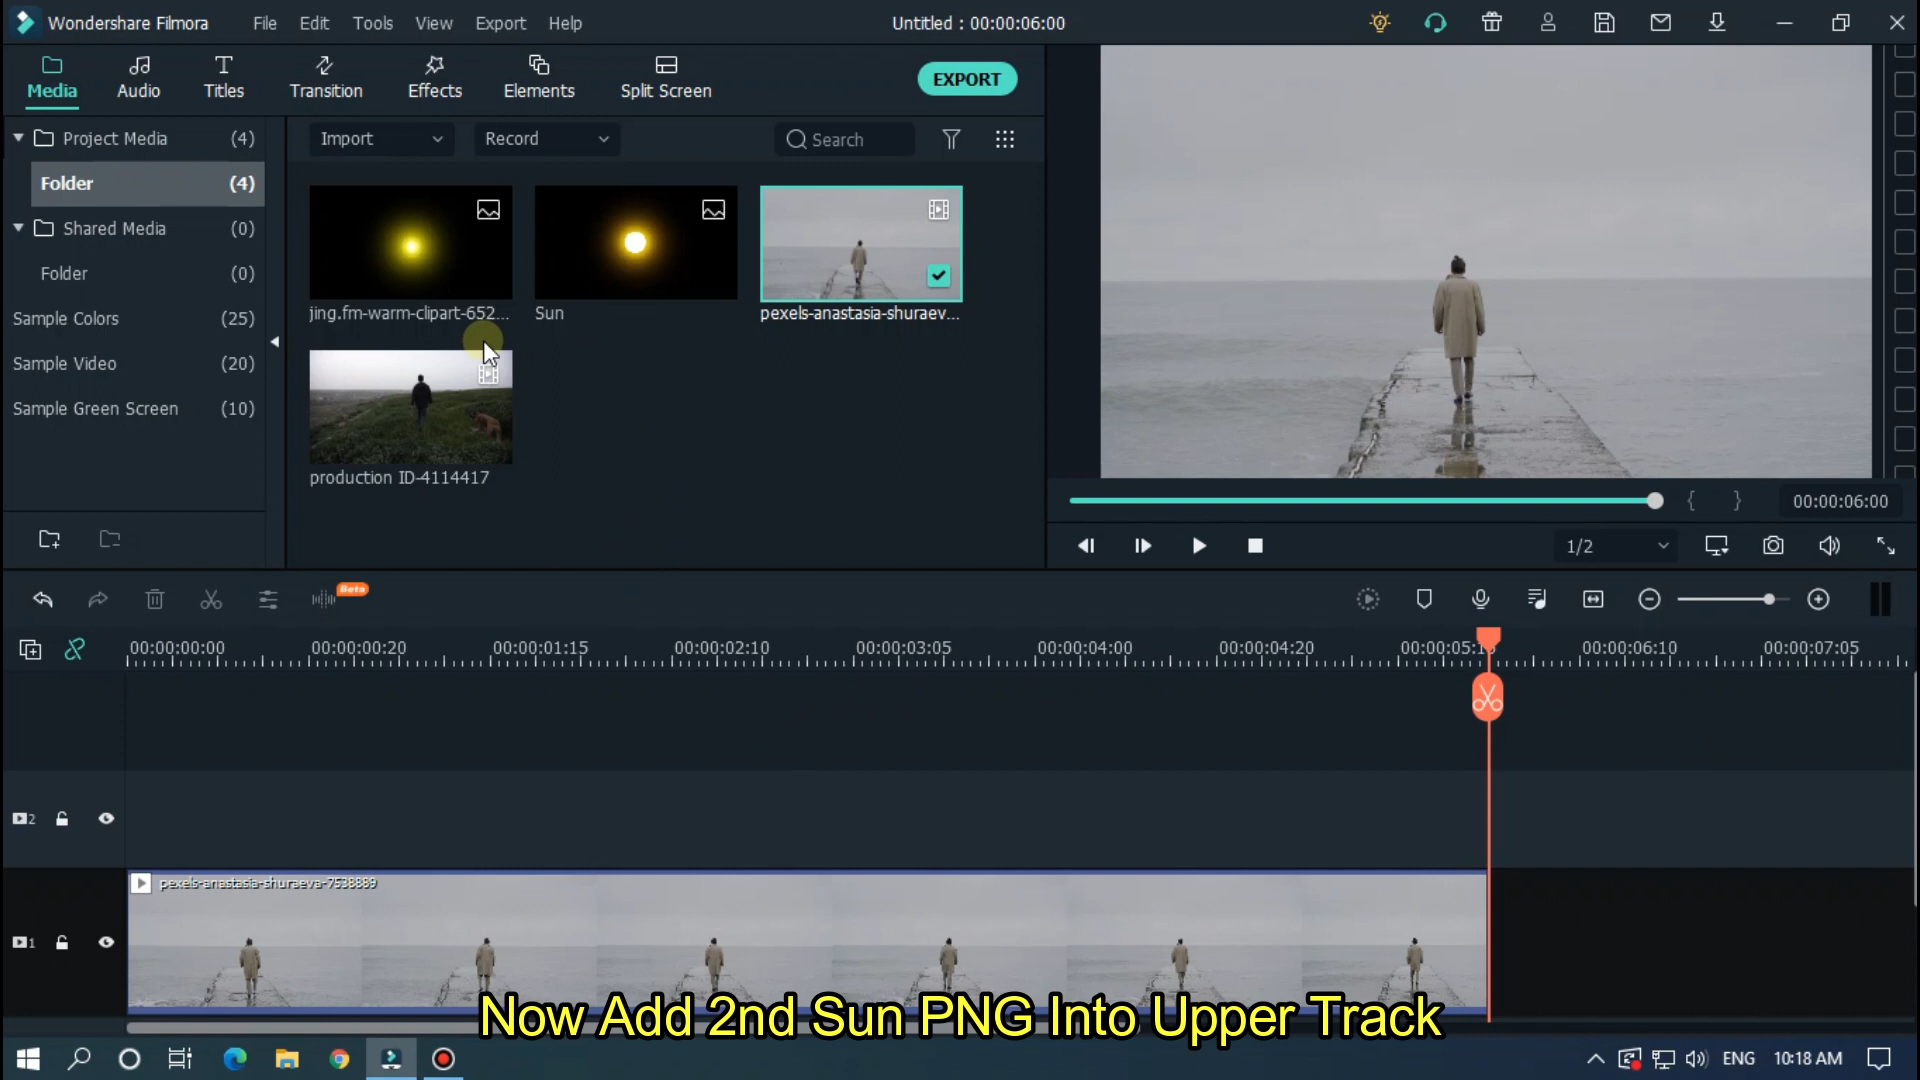 Wondershare Filmora File Edit Tools View Export Help Untitled : 00:00:06:00
Media Audio Titles Transition Effects Elements Split Screen EXPORT
Project Media (4)
Folder (4)
Shared Media (0)
Folder (0)
Sample Colors (25)
Sample Video (20)
Sample Green Screen (10)
Import Record Search
jing.fm-warm-clipart-652... Sun pexels-anastasia-shuraev...
production ID-4114417
{ } 00:00:06:00
1/2
Beta
00:00:00:00 00:00:00:20 00:00:01:15 00:00:02:10 00:00:03:05 00:00:04:00 00:00:04:20 00:00:06:10 00:00:07:05
2
pexels-anastasia-shuraeva-7538889
1
Now Add 2nd Sun PNG Into Upper Track
ENG 10:18 AM